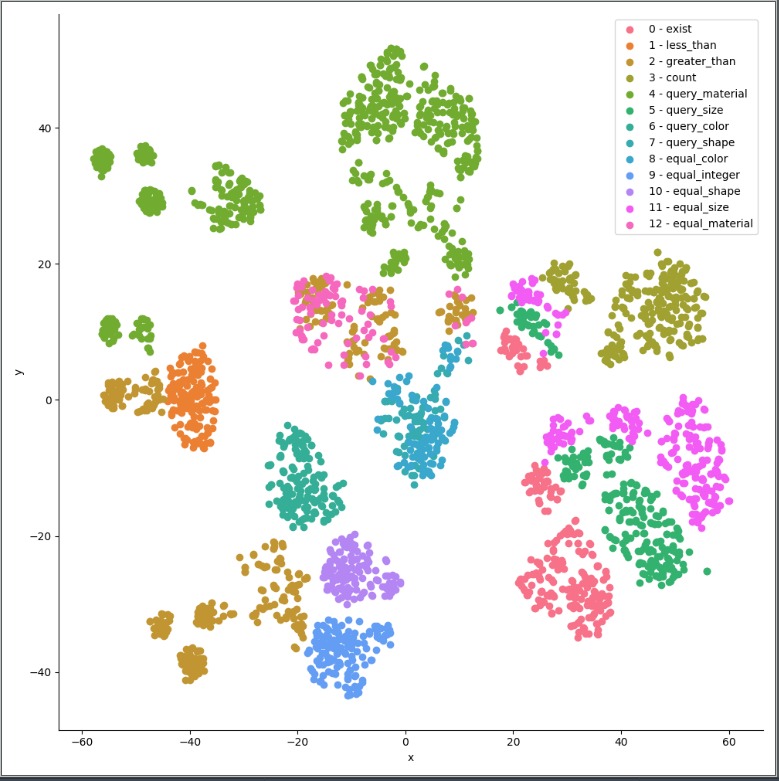 0 - exist
1 - less_than
2 - greater_than
3 - count
4 - query_material
5 - query_size
6 - query_color
7 - query_shape
8 - equal_color
9 - equal_integer
10 - equal_shape
11 - equal_size
12 - equal_material
40
20
0
−20
−40
y
−60 −40 −20 0 20 40 60
x